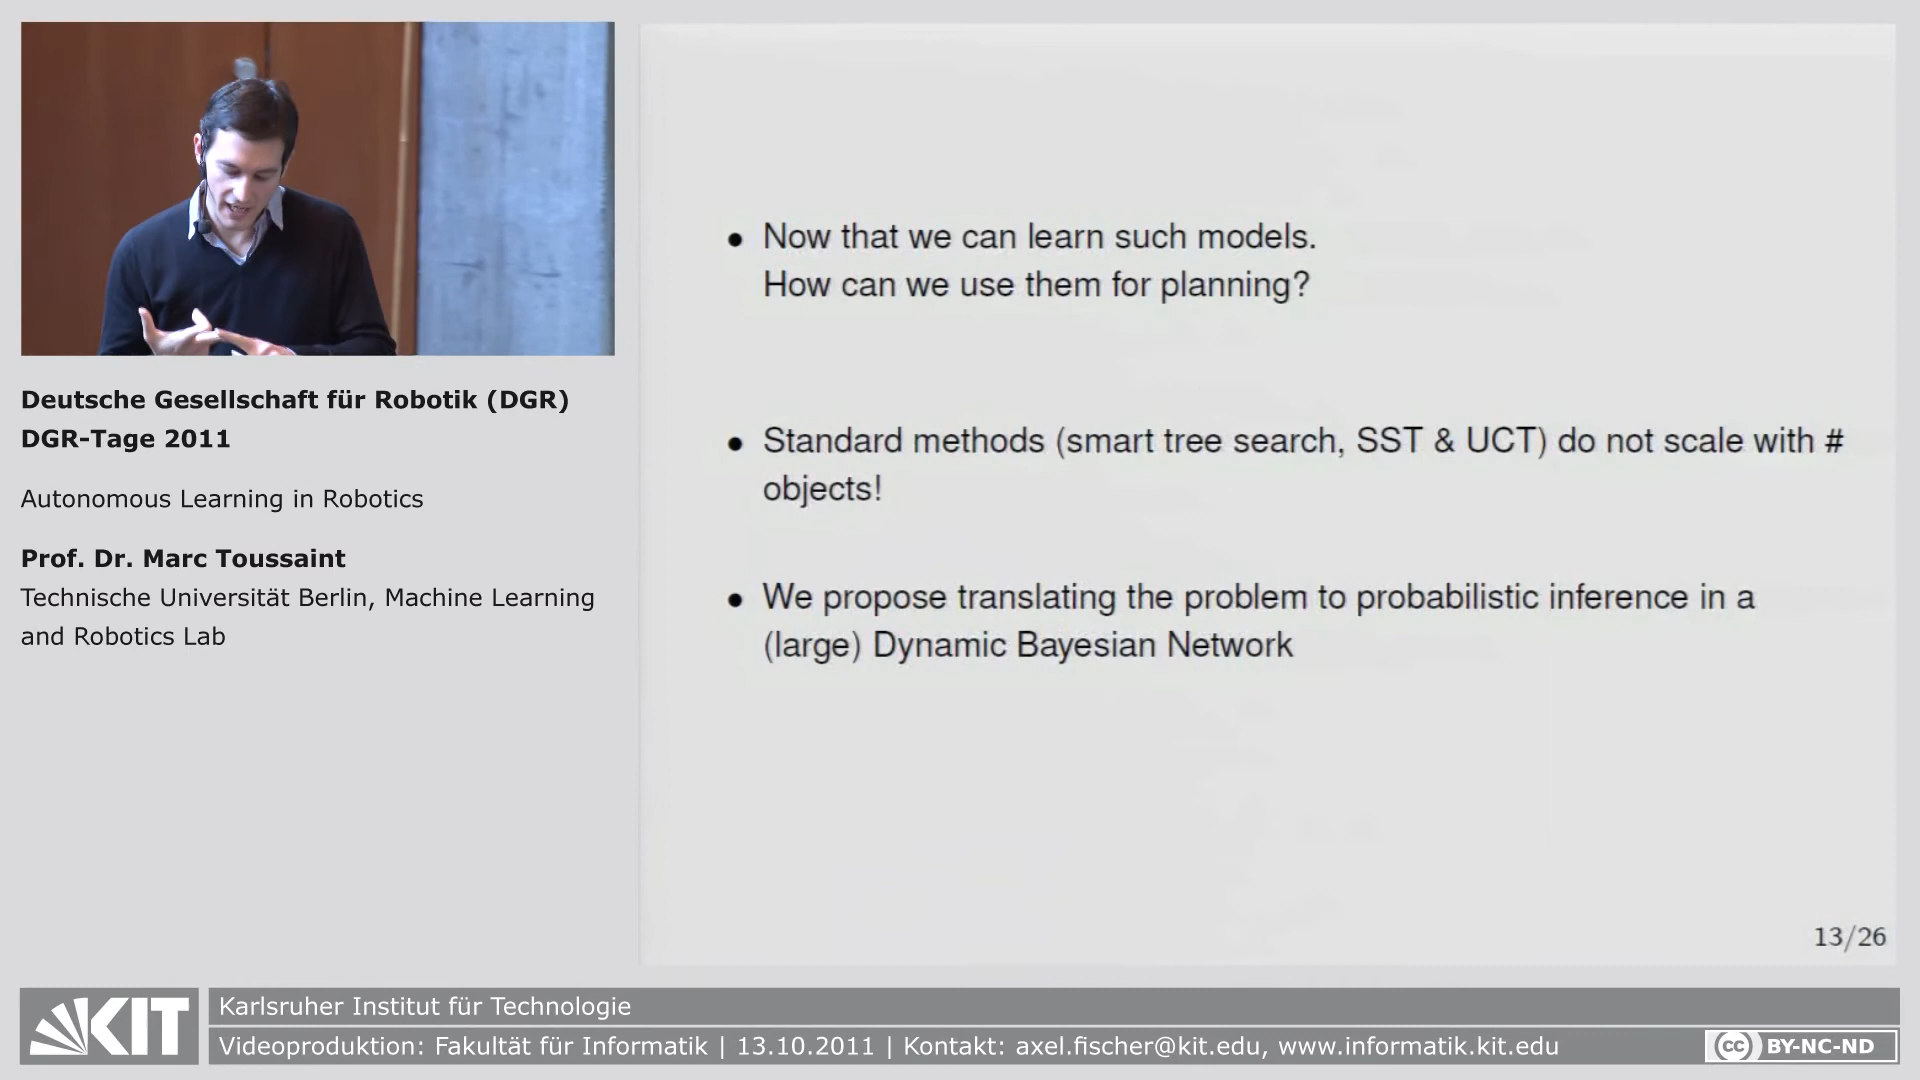 Deutsche Gesellschaft für Robotik (DGR)
DGR-Tage 2011
Autonomous Learning in Robotics
Prof. Dr. Marc Toussaint
Technische Universität Berlin, Machine Learning
and Robotics Lab
• Now that we can learn such models.
How can we use them for planning?
• Standard methods (smart tree search, SST & UCT) do not scale with #
objects!
• We propose translating the problem to probabilistic inference in a
(large) Dynamic Bayesian Network
13/26
KIT
Karlsruher Institut für Technologie
Videoproduktion: Fakultät für Informatik | 13.10.2011 | Kontakt: axel.fischer@kit.edu, www.informatik.kit.edu
cc BY-NC-ND